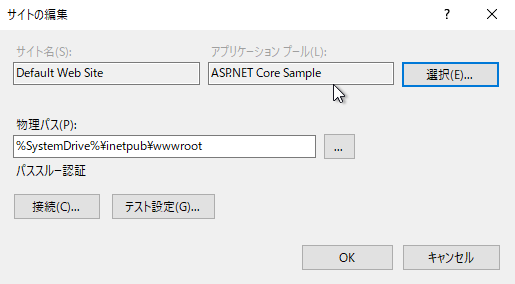 サイトの編集
? ×
サイト名(S):
アプリケーション プール(L):
Default Web Site
ASP.NET Core Sample
選択(E)...
物理パス(P):
%SystemDrive%¥inetpub¥wwwroot
...
パススルー認証
接続(C)...
テスト設定(G)...
OK
キャンセル